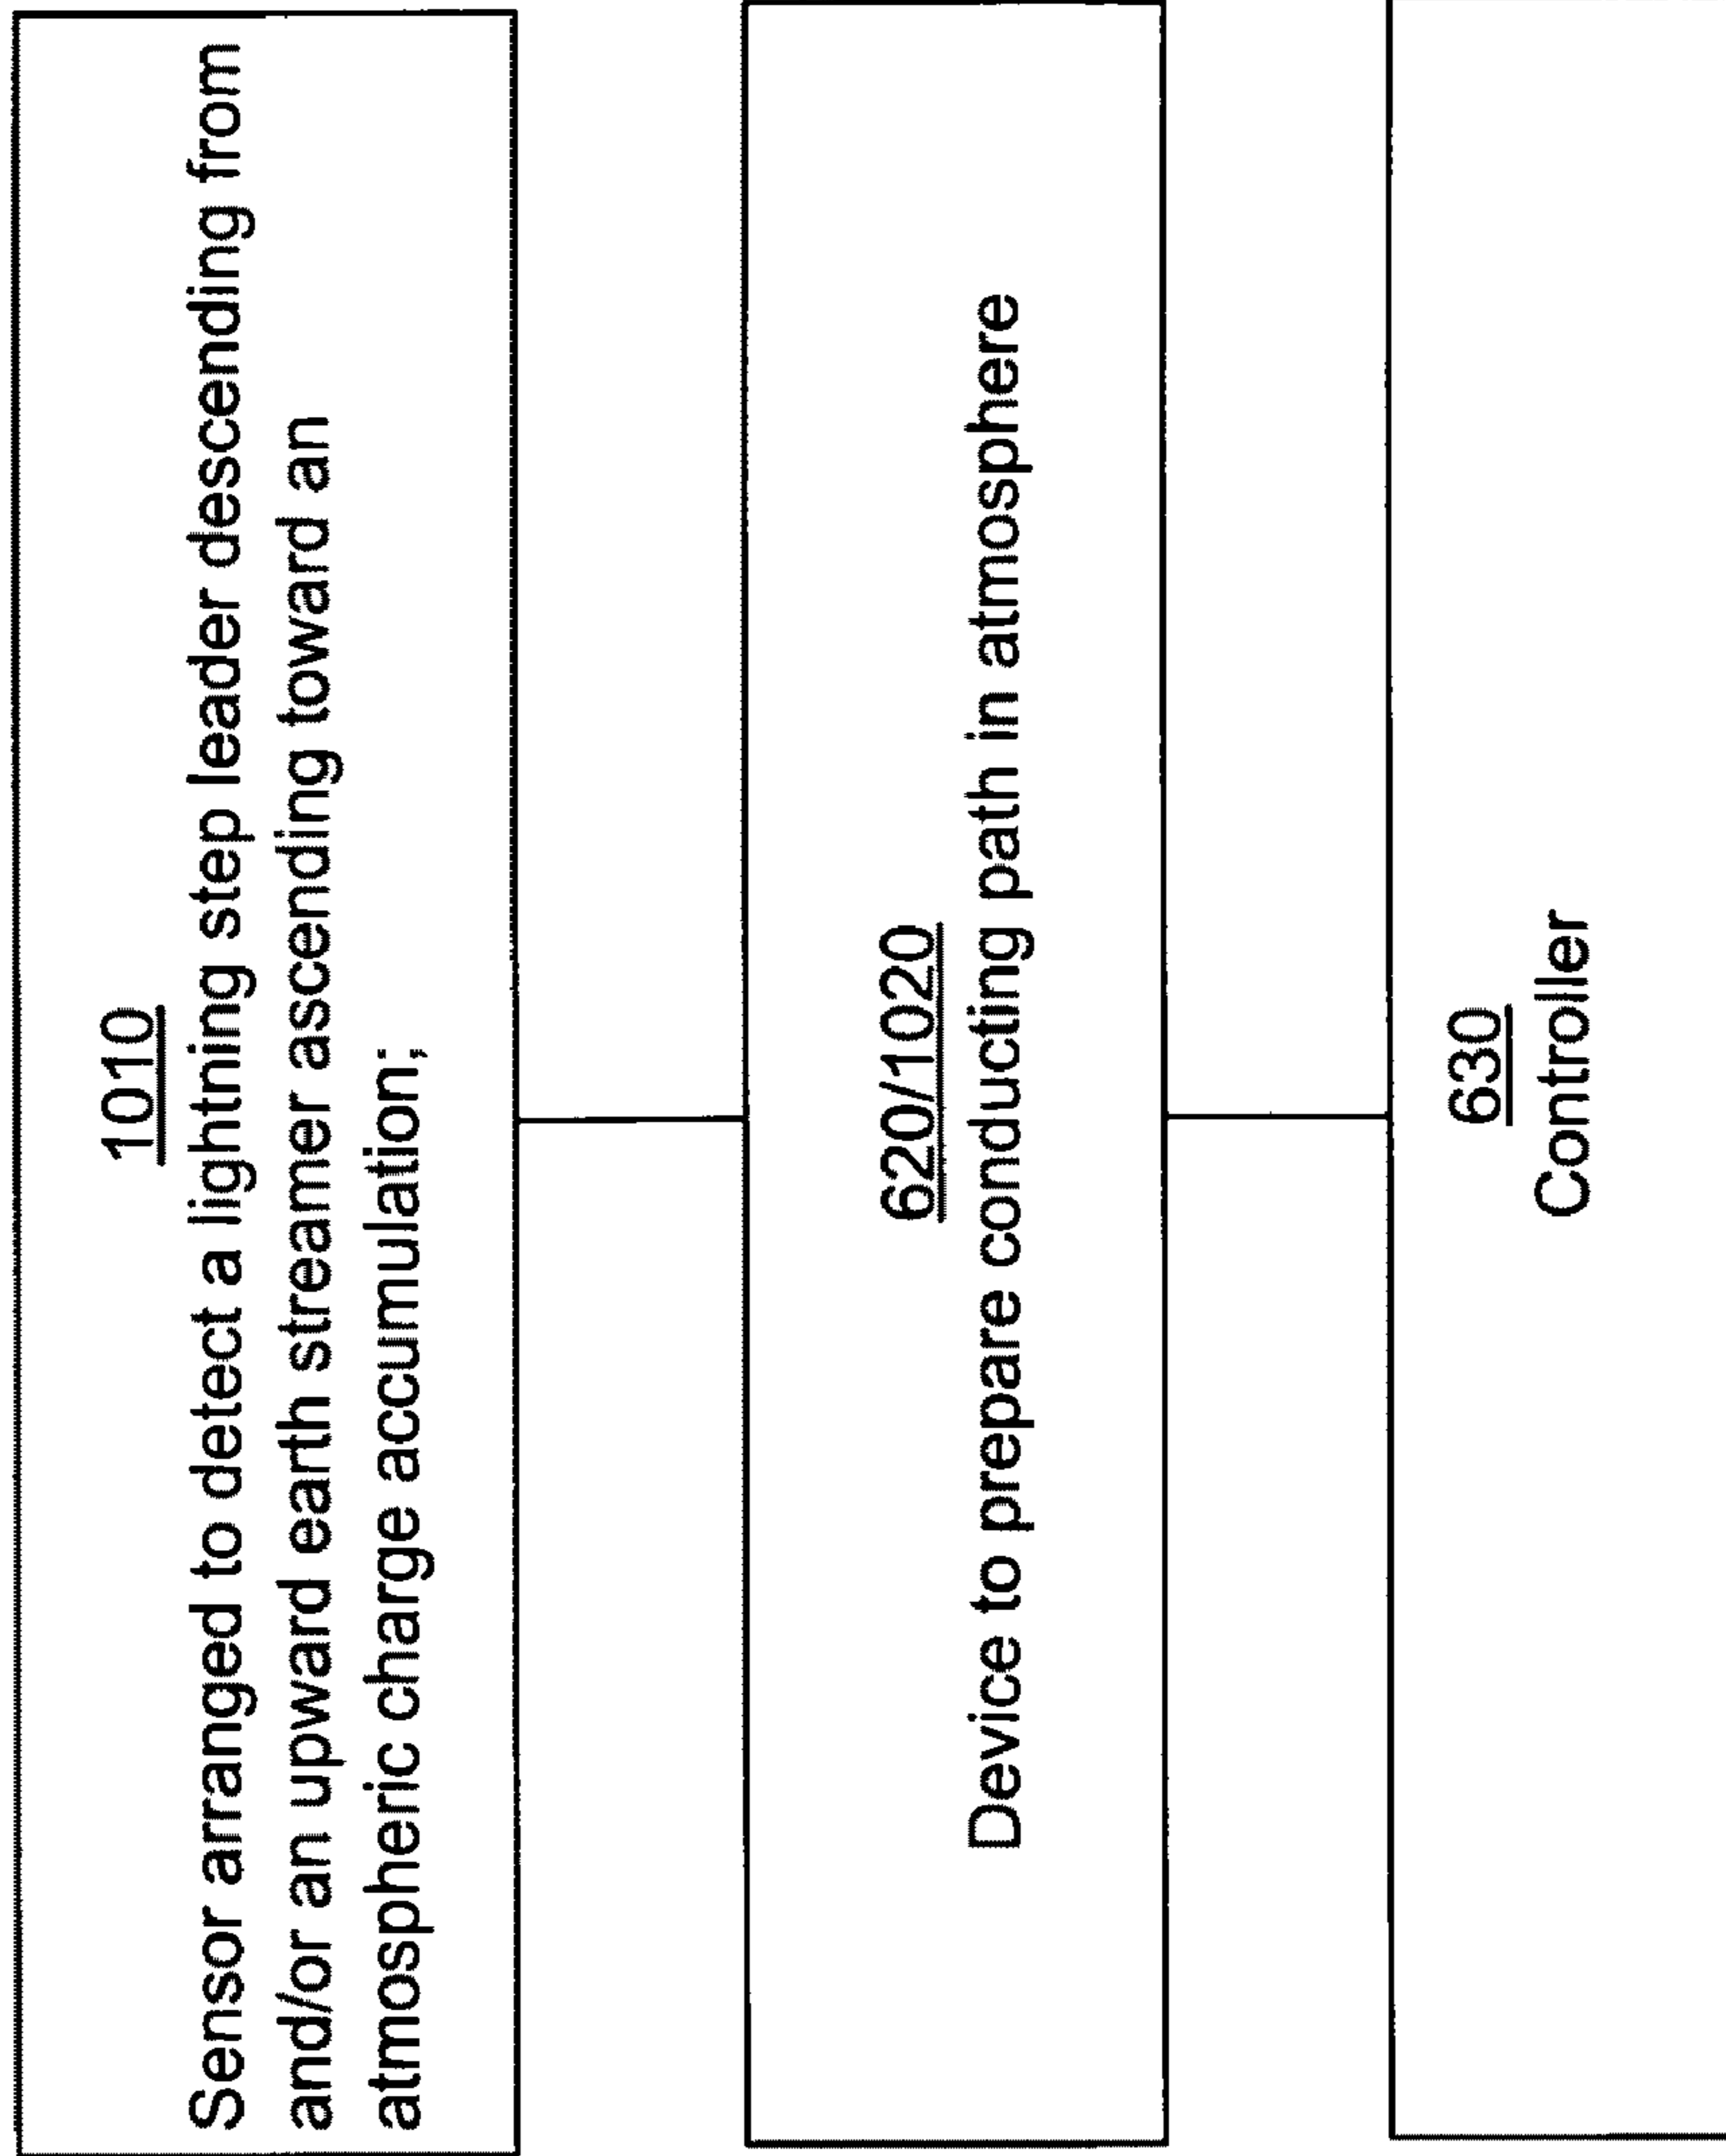 1010
Sensor arranged to detect a lightning step leader descending from
and/or an upward earth streamer ascending toward an
atmospheric charge accumulation;
620/1020
Device to prepare conducting path in atmosphere
630
Controller